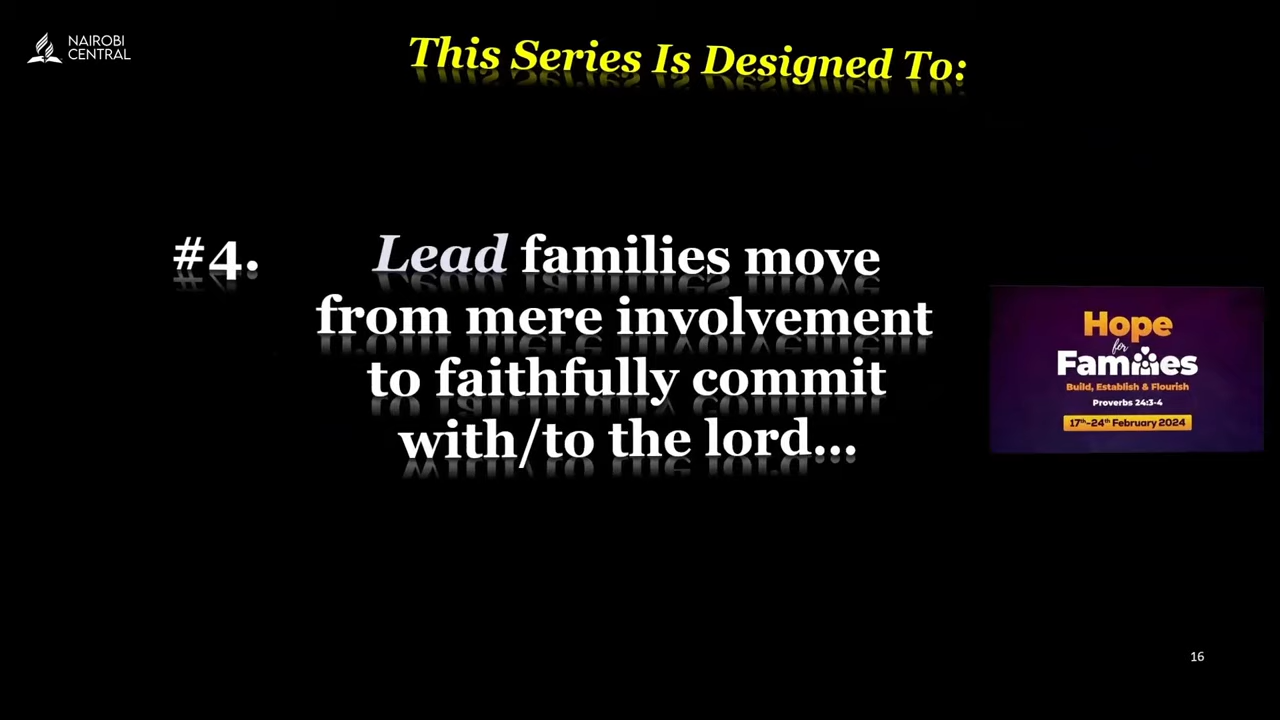 NAIROBI
CENTRAL
This Series Is Designed To:
#4.
Lead families move
from mere involvement
to faithfully commit
with/to the lord...
Hope
for
Families
Build, Establish & Flourish
Proverbs 24:3-4
17th-24th February 2024
16